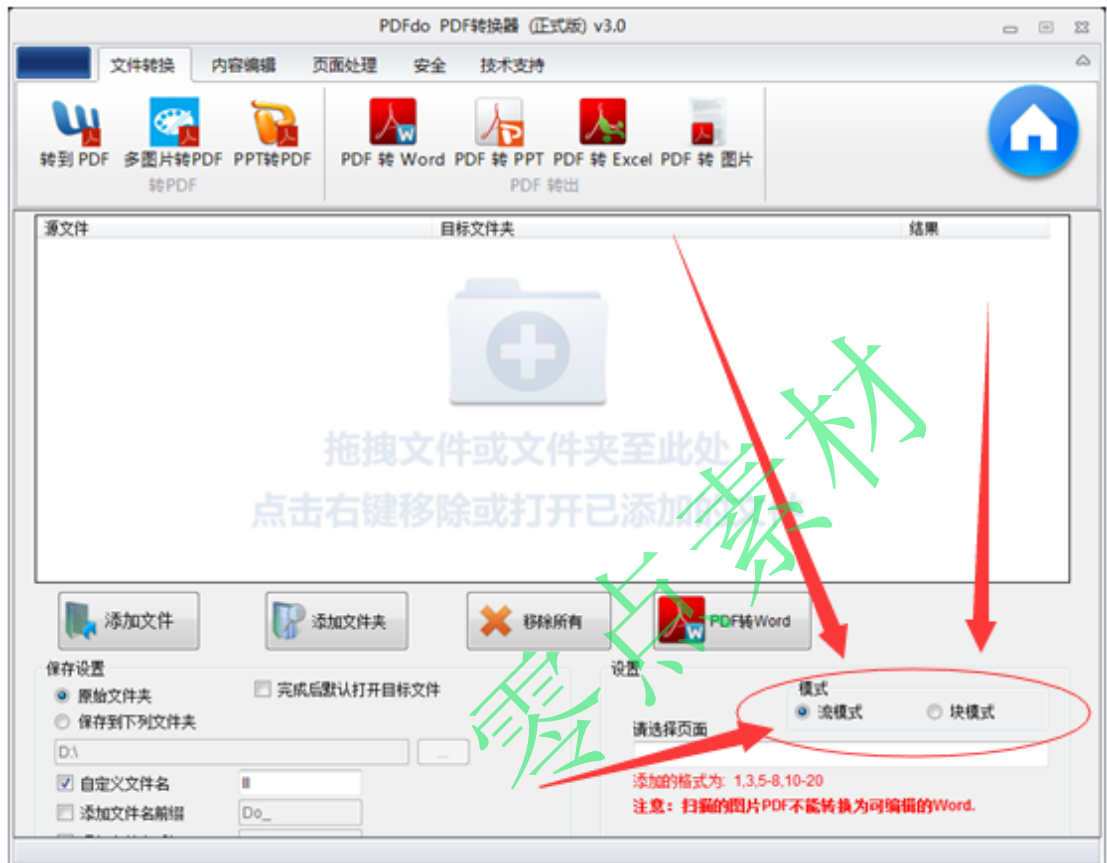 PDFdo PDF转换器 (正式版) v3.0
文件转换 内容编辑 页面处理 安全 技术支持
转到 PDF 多图片转PDF PPT转PDF PDF 转 Word PDF 转 PPT PDF 转 Excel PDF 转 图片
转PDF PDF 转出
源文件 目标文件夹 结果
拖拽文件或文件夹至此处
点击右键移除或打开已添加的文件
添加文件 添加文件夹 移除所有 PDF转Word
保存设置 设置
原始文件夹 完成后默认打开目标文件 模式
流模式 块模式
保存到下列文件夹 请选择页面
D:\ ...
自定义文件名 添加的格式为: 1,3,5-8,10-20
添加文件名前缀 Do_ 注意：扫描的图片PDF不能转换为可编辑的Word.
零点素材